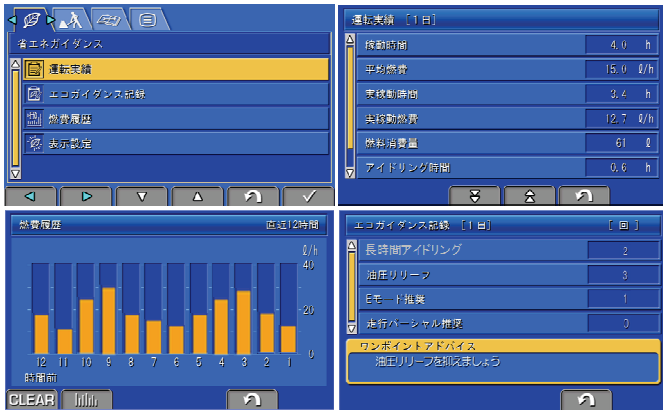 省エネガイダンス
運転実績
エコガイダンス記録
燃費履歴
表示設定
運転実績 [1日]
稼動時間 4.0 h
平均燃費 15.0 ℓ/h
実稼動時間 3.4 h
実稼動燃費 12.7 ℓ/h
燃料消費量 61 ℓ
アイドリング時間 0.6 h
燃費履歴 直近12時間
ℓ/h
40
20
0
12 11 10 9 8 7 6 5 4 3 2 1
時間前
CLEAR
エコガイダンス記録 [1日] [回]
長時間アイドリング 2
油圧リリーフ 3
Eモード推奨 1
走行パーシャル推奨 0
ワンポイントアドバイス
油圧リリーフを抑えましょう